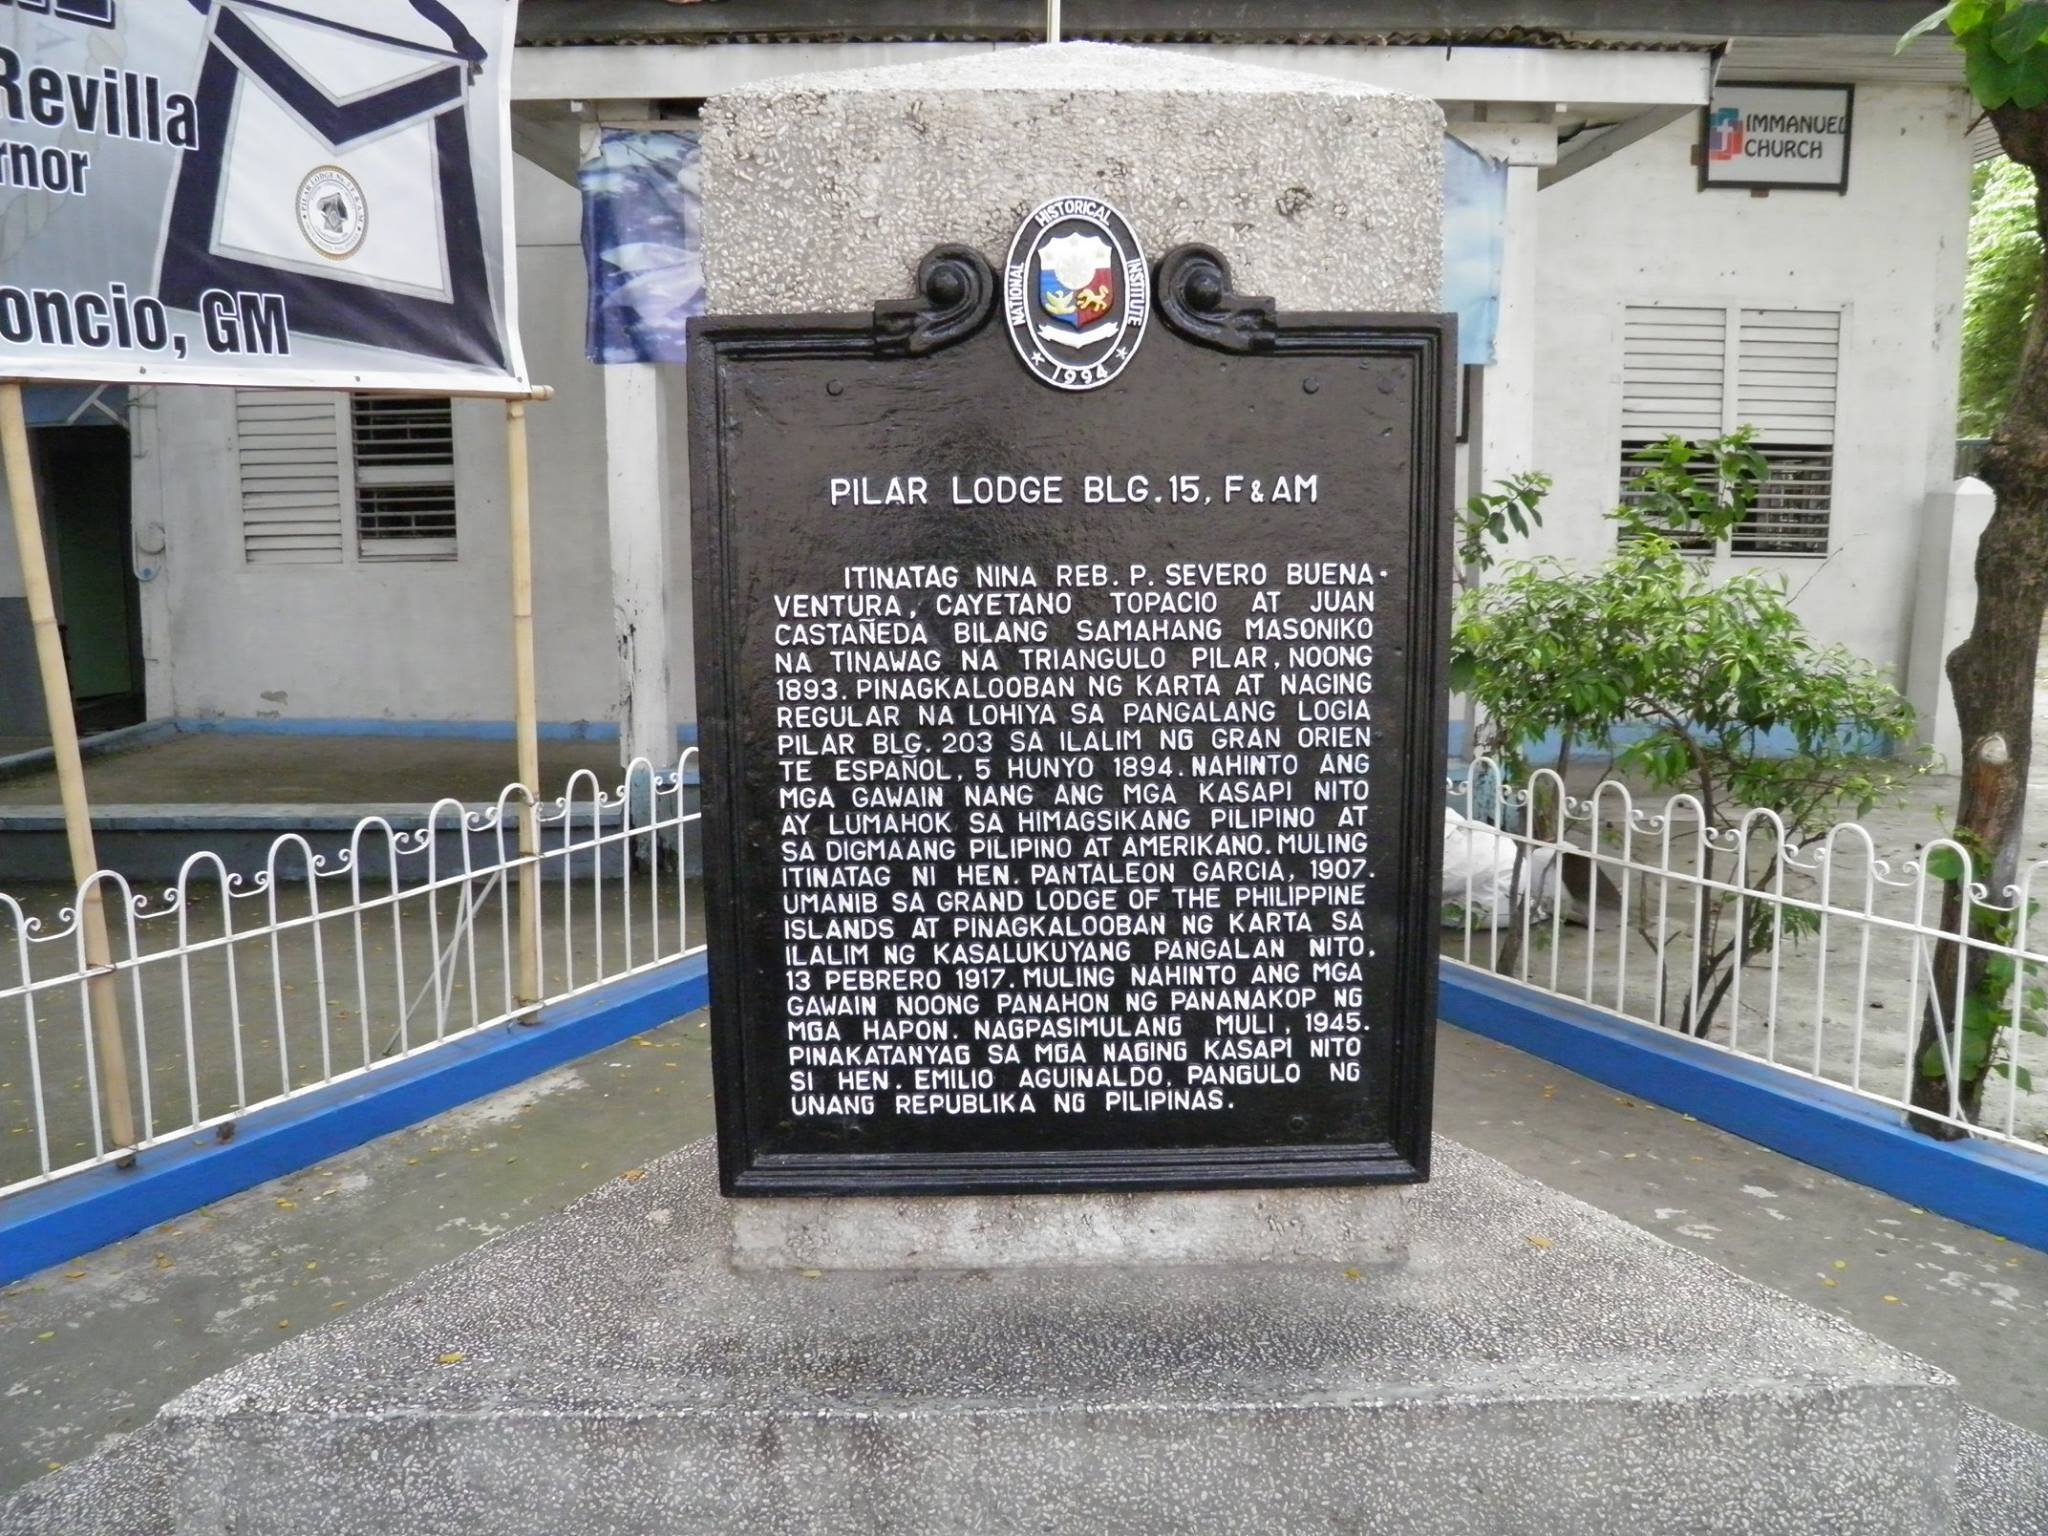 Revilla
oncio, GM
PILAR LODGE No. 15 F. & A.M.
IMMANUEL
CHURCH
NATIONAL HISTORICAL INSTITUTE
1994
PILAR LODGE BLG. 15, F & AM
ITINATAG NINA REB. P. SEVERO BUENA-
VENTURA, CAYETANO TOPACIO AT JUAN
CASTAÑEDA BILANG SAMAHANG MASONIKO
NA TINAWAG NA TRIANGULO PILAR, NOONG
1893. PINAGKALOOBAN NG KARTA AT NAGING
REGULAR NA LOHIYA SA PANGALANG LOGIA
PILAR BLG. 203 SA ILALIM NG GRAN ORIEN
TE ESPAÑOL, 5 HUNYO 1894. NAHINTO ANG
MGA GAWAIN NANG ANG MGA KASAPI NITO
AY LUMAHOK SA HIMAGSIKANG PILIPINO AT
SA DIGMAANG PILIPINO AT AMERIKANO. MULING
ITINATAG NI HEN. PANTALEON GARCIA, 1907.
UMANIB SA GRAND LODGE OF THE PHILIPPINE
ISLANDS AT PINAGKALOOBAN NG KARTA SA
ILALIM NG KASALUKUYANG PANGALAN NITO,
13 PEBRERO 1917. MULING NAHINTO ANG MGA
GAWAIN NOONG PANAHON NG PANANAKOP NG
MGA HAPON. NAGPASIMULANG MULI, 1945.
PINAKATANYAG SA MGA NAGING KASAPI NITO
SI HEN. EMILIO AGUINALDO, PANGULO NG
UNANG REPUBLIKA NG PILIPINAS.